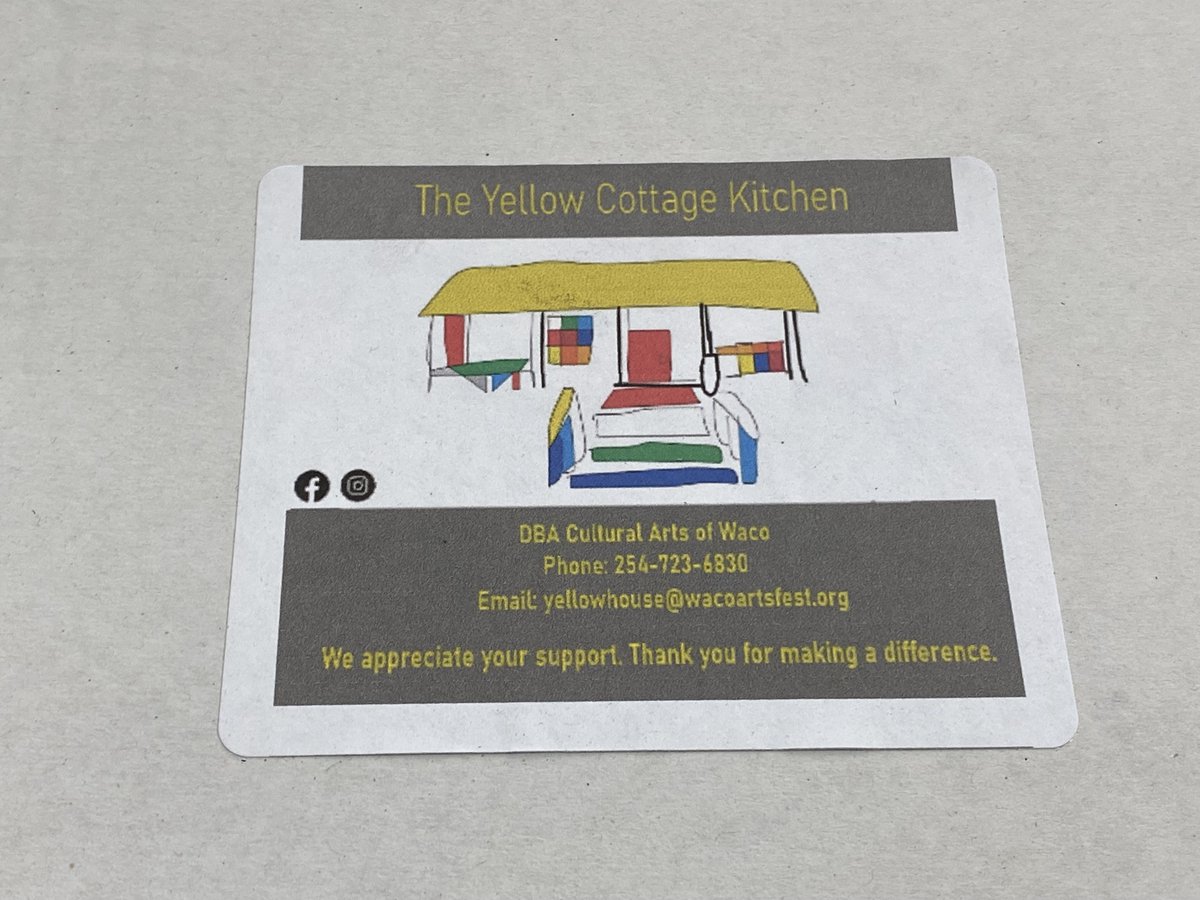 The Yellow Cottage Kitchen
DBA Cultural Arts of Waco
Phone: 254-723-6830
Email: yellowhouse@wacoartsfest.org
We appreciate your support. Thank you for making a difference.